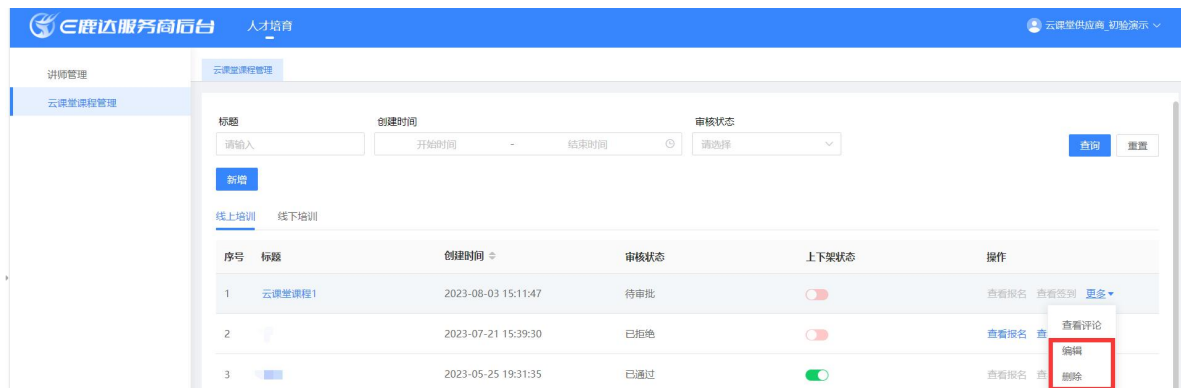 E鹿达服务商后台 人才培育 云课堂供应商_初验演示
讲师管理 云课堂课程管理
云课堂课程管理
标题 创建时间 审核状态
请输入 开始时间 - 结束时间 请选择 查询 重置
新增
线上培训 线下培训
序号 标题 创建时间 审核状态 上下架状态 操作
1 云课堂课程1 2023-08-03 15:11:47 待审批 查看报名 查看签到 更多
查看评论
2 2023-07-21 15:39:30 已拒绝 查看报名 查
编辑
3 2023-05-25 19:31:35 已通过 查看报名 查
删除